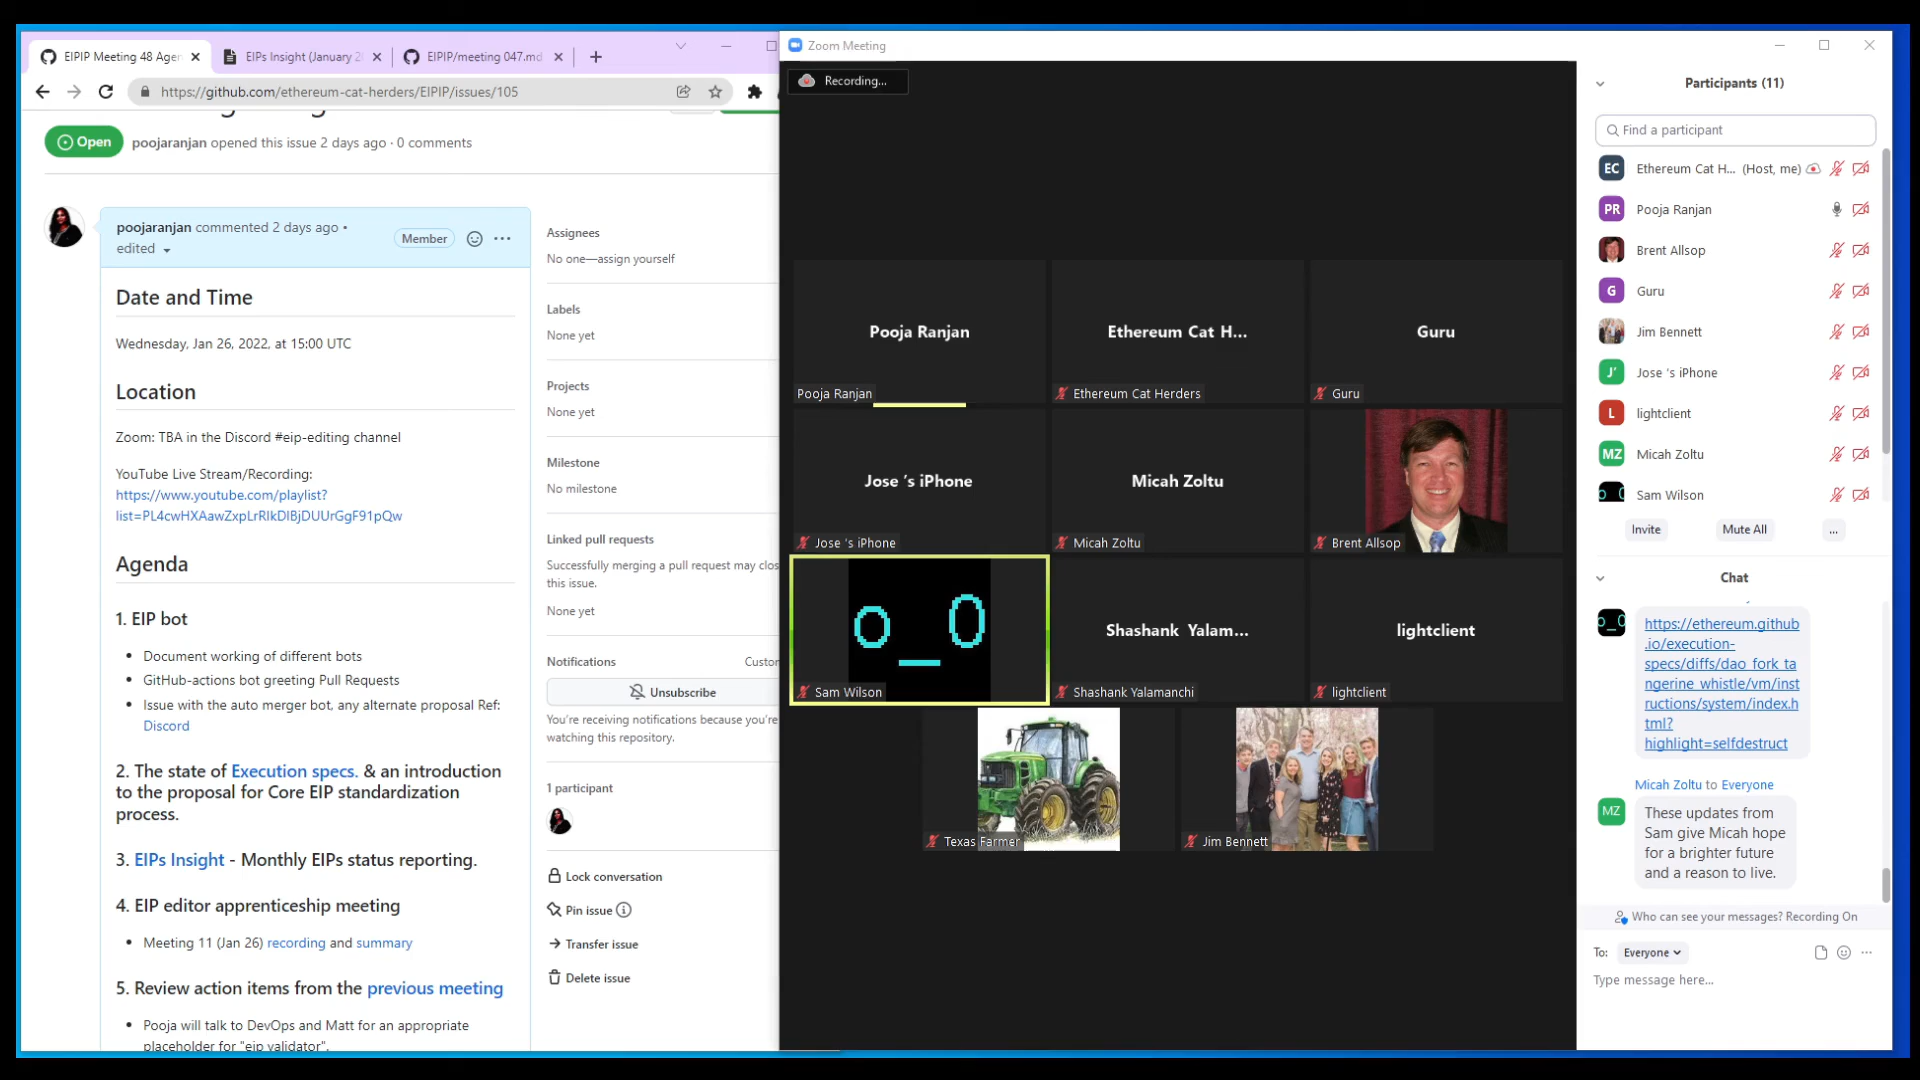 EIPIP Meeting 48 Agen
EIPs Insight (January 2
EIPIP/meeting 047.md
https://github.com/ethereum-cat-herders/EIPIP/issues/105
Open
poojaranjan opened this issue 2 days ago · 0 comments
poojaranjan commented 2 days ago •
edited
Member
Date and Time
Wednesday, Jan 26, 2022, at 15:00 UTC
Location
Zoom: TBA in the Discord #eip-editing channel
YouTube Live Stream/Recording:
https://www.youtube.com/playlist?
list=PL4cwHXAawZxpLrRIkDlBjDUUrGgF91pQw
Agenda
1. EIP bot
• Document working of different bots
• GitHub-actions bot greeting Pull Requests
• Issue with the auto merger bot, any alternate proposal Ref:
Discord
2. The state of Execution specs. & an introduction
to the proposal for Core EIP standardization
process.
3. EIPs Insight - Monthly EIPs status reporting.
4. EIP editor apprenticeship meeting
• Meeting 11 (Jan 26) recording and summary
5. Review action items from the previous meeting
• Pooja will talk to DevOps and Matt for an appropriate
placeholder for "eip validator".
Assignees
No one—assign yourself
Labels
None yet
Projects
None yet
Milestone
No milestone
Linked pull requests
Successfully merging a pull request may clos
this issue.
None yet
Notifications
Custom
Unsubscribe
You're receiving notifications because you're
watching this repository.
1 participant
Lock conversation
Pin issue
Transfer issue
Delete issue
Zoom Meeting
Recording...
Pooja Ranjan
Pooja Ranjan
Ethereum Cat H...
Ethereum Cat Herders
Guru
Guru
Jose 's iPhone
Jose 's iPhone
Micah Zoltu
Micah Zoltu
Brent Allsop
o_0
Sam Wilson
Shashank Yalam...
Shashank Yalamanchi
lightclient
lightclient
Texas Farmer
Jim Bennett
Participants (11)
Find a participant
EC Ethereum Cat H... (Host, me)
PR Pooja Ranjan
Brent Allsop
G Guru
Jim Bennett
J' Jose 's iPhone
L lightclient
MZ Micah Zoltu
Sam Wilson
Invite
Mute All
...
Chat
o_0
https://ethereum.github
.io/execution-
specs/diffs/dao_fork_ta
ngerine_whistle/vm/inst
ructions/system/index.h
tml?
highlight=selfdestruct
Micah Zoltu to Everyone
MZ
These updates from
Sam give Micah hope
for a brighter future
and a reason to live.
Who can see your messages? Recording On
To: Everyone
Type message here...